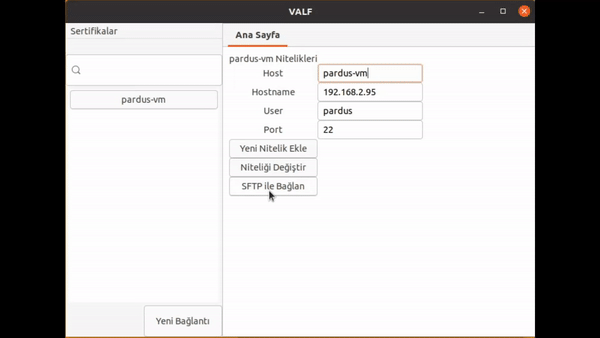 VALF
Sertifikalar
Ana Sayfa
pardus-vm
pardus-vm Nitelikleri
Host pardus-vm
Hostname 192.168.2.95
User pardus
Port 22
Yeni Nitelik Ekle
Niteliği Değiştir
SFTP ile Bağlan
Yeni Bağlantı